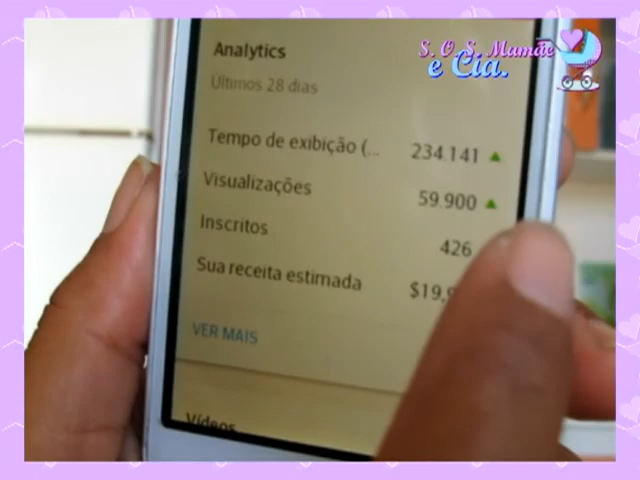 S. O. S. Mamãe
e Cia.
Analytics
Últimos 28 dias
Tempo de exibição (... 234.141
Visualizações 59.900
Inscritos 426
Sua receita estimada $19,
VER MAIS
Vídeos